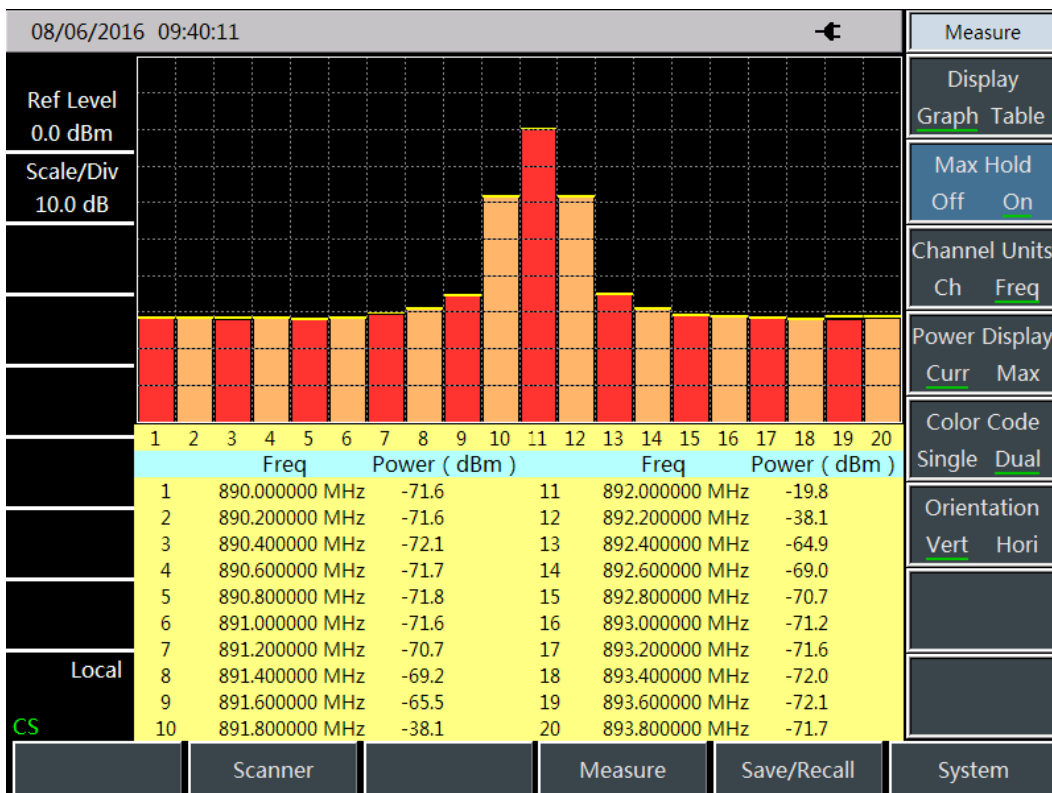 08/06/2016 09:40:11
Ref Level
0.0 dBm
Scale/Div
10.0 dB
Local
CS
1 2 3 4 5 6 7 8 9 10 11 12 13 14 15 16 17 18 19 20
Freq Power ( dBm ) Freq Power ( dBm )
1 890.000000 MHz -71.6 11 892.000000 MHz -19.8
2 890.200000 MHz -71.6 12 892.200000 MHz -38.1
3 890.400000 MHz -72.1 13 892.400000 MHz -64.9
4 890.600000 MHz -71.7 14 892.600000 MHz -69.0
5 890.800000 MHz -71.8 15 892.800000 MHz -70.7
6 891.000000 MHz -71.6 16 893.000000 MHz -71.2
7 891.200000 MHz -70.7 17 893.200000 MHz -71.6
8 891.400000 MHz -69.2 18 893.400000 MHz -72.0
9 891.600000 MHz -65.5 19 893.600000 MHz -72.1
10 891.800000 MHz -38.1 20 893.800000 MHz -71.7
Measure
Display
Graph Table
Max Hold
Off On
Channel Units
Ch Freq
Power Display
Curr Max
Color Code
Single Dual
Orientation
Vert Hori
Scanner Measure Save/Recall System